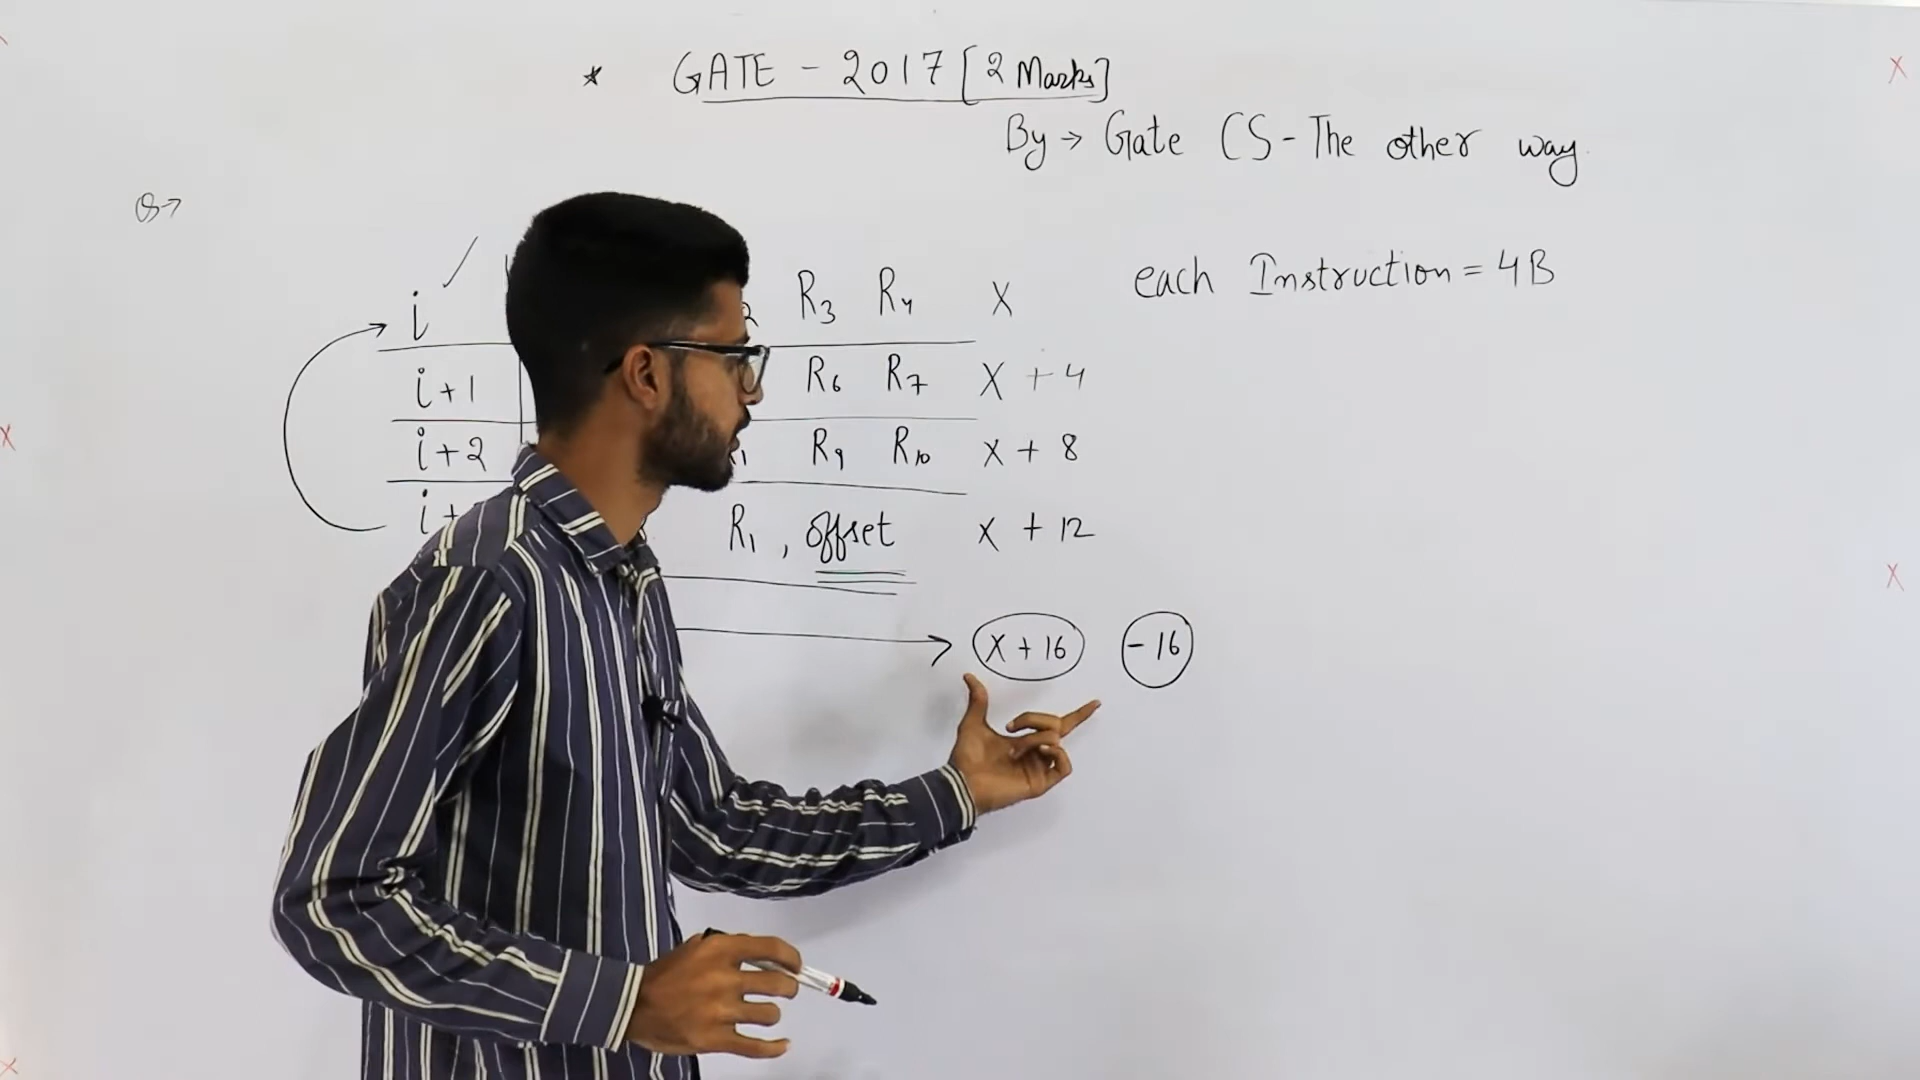 * GATE - 2017 [2 Marks]
By → Gate CS - The other way.
Q →
each Instruction = 4B
i R3 R4 X
i+1 R6 R7 X + 4
i+2 R9 R10 X + 8
i+ R1 , offset X + 12
X + 16 - 16